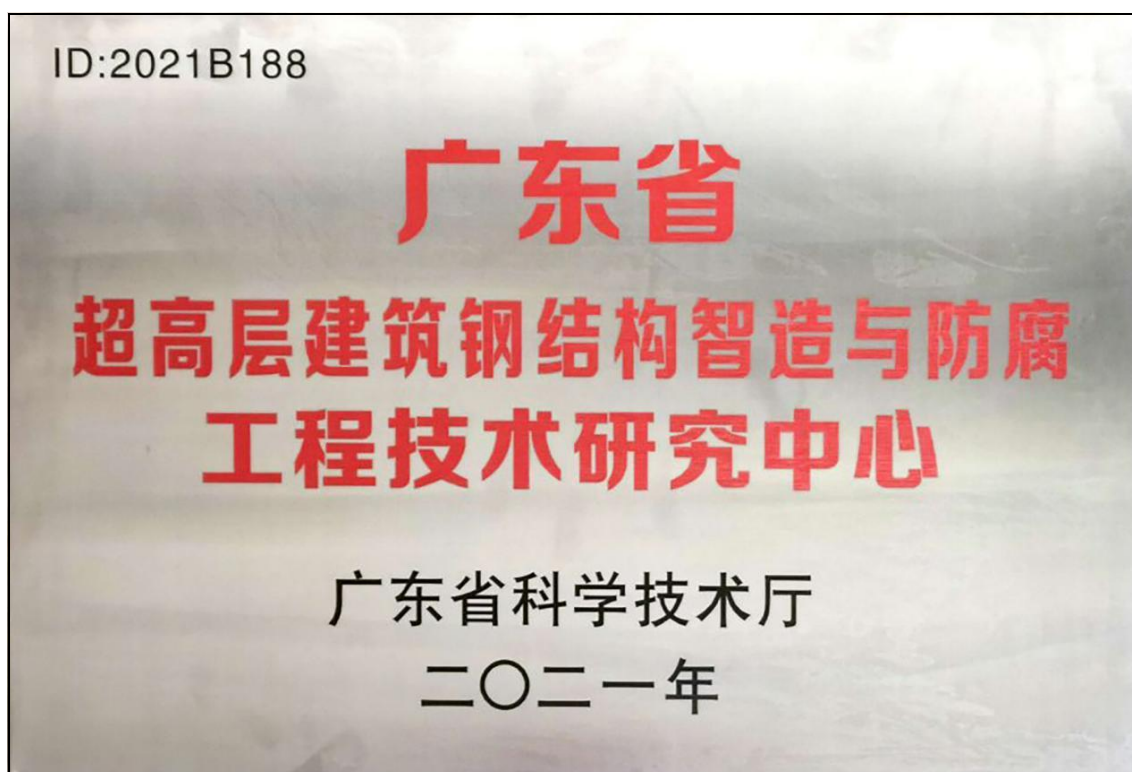 ID:2021B188
广东省
超高层建筑钢结构智造与防腐
工程技术研究中心
广东省科学技术厅
二〇二一年